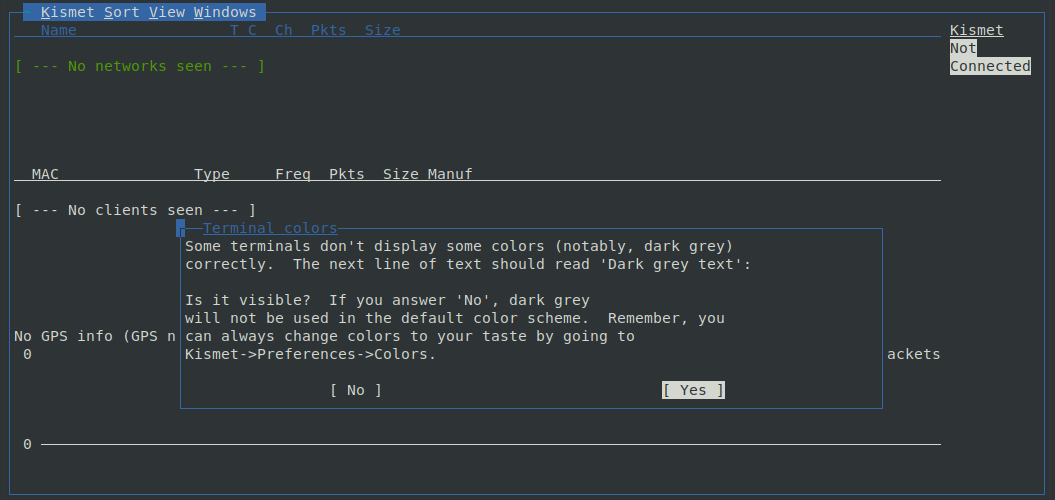 ~ Kismet Sort View Windows
Name T C Ch Pkts Size
Kismet
Not
Connected
[ --- No networks seen --- ]
MAC Type Freq Pkts Size Manuf
[ --- No clients seen --- ]
Terminal colors
Some terminals don't display some colors (notably, dark grey)
correctly. The next line of text should read 'Dark grey text':
Is it visible? If you answer 'No', dark grey
will not be used in the default color scheme. Remember, you
No GPS info (GPS n
can always change colors to your taste by going to
0
Kismet->Preferences->Colors.
ackets
[ No ] [ Yes ]
0